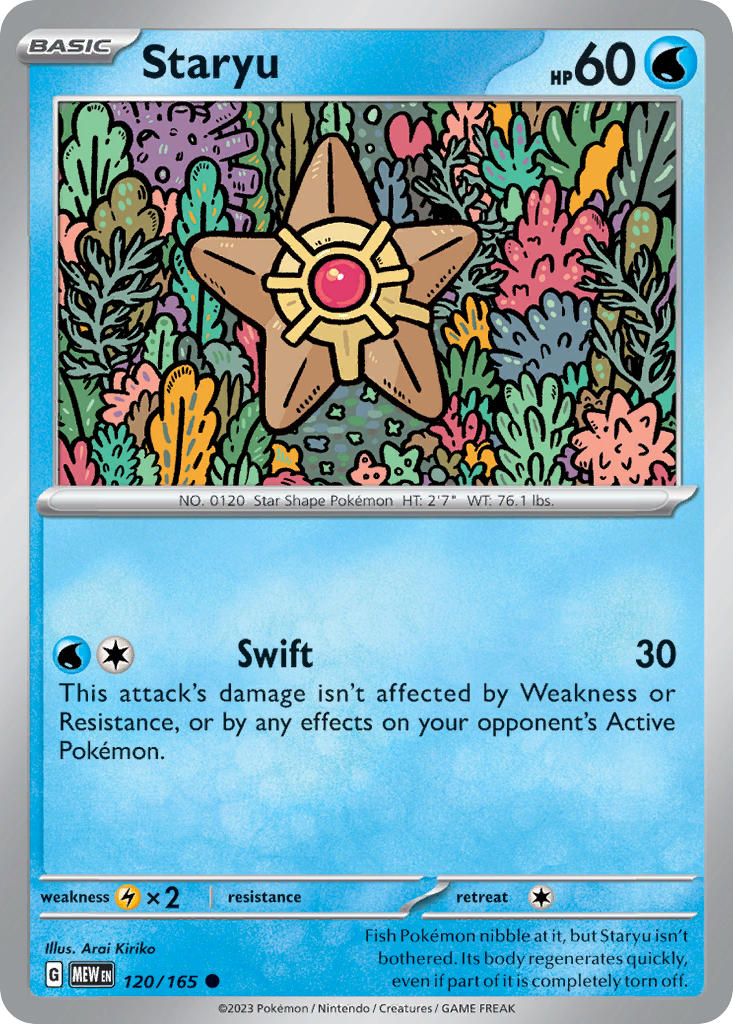 BASIC
Staryu
HP 60
NO. 0120 Star Shape Pokémon HT: 2'7" WT: 76.1 lbs.
Swift 30
This attack's damage isn't affected by Weakness or
Resistance, or by any effects on your opponent's Active
Pokémon.
weakness ×2 resistance retreat
Illus. Arai Kiriko
G MEW EN 120/165
Fish Pokémon nibble at it, but Staryu isn't
bothered. Its body regenerates quickly,
even if part of it is completely torn off.
©2023 Pokémon / Nintendo / Creatures / GAME FREAK